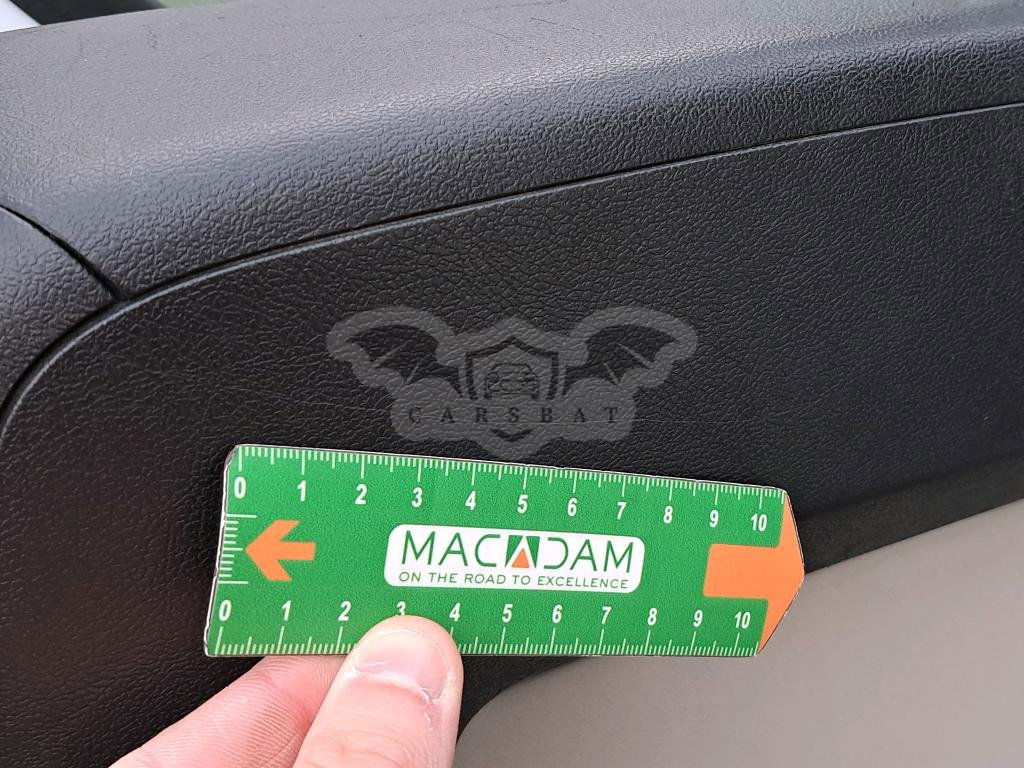 CARSBAT
0 1 2 3 4 5 6 7 8 9 10
MACADAM
ON THE ROAD TO EXCELLENCE
0 1 2 3 4 5 6 7 8 9 10